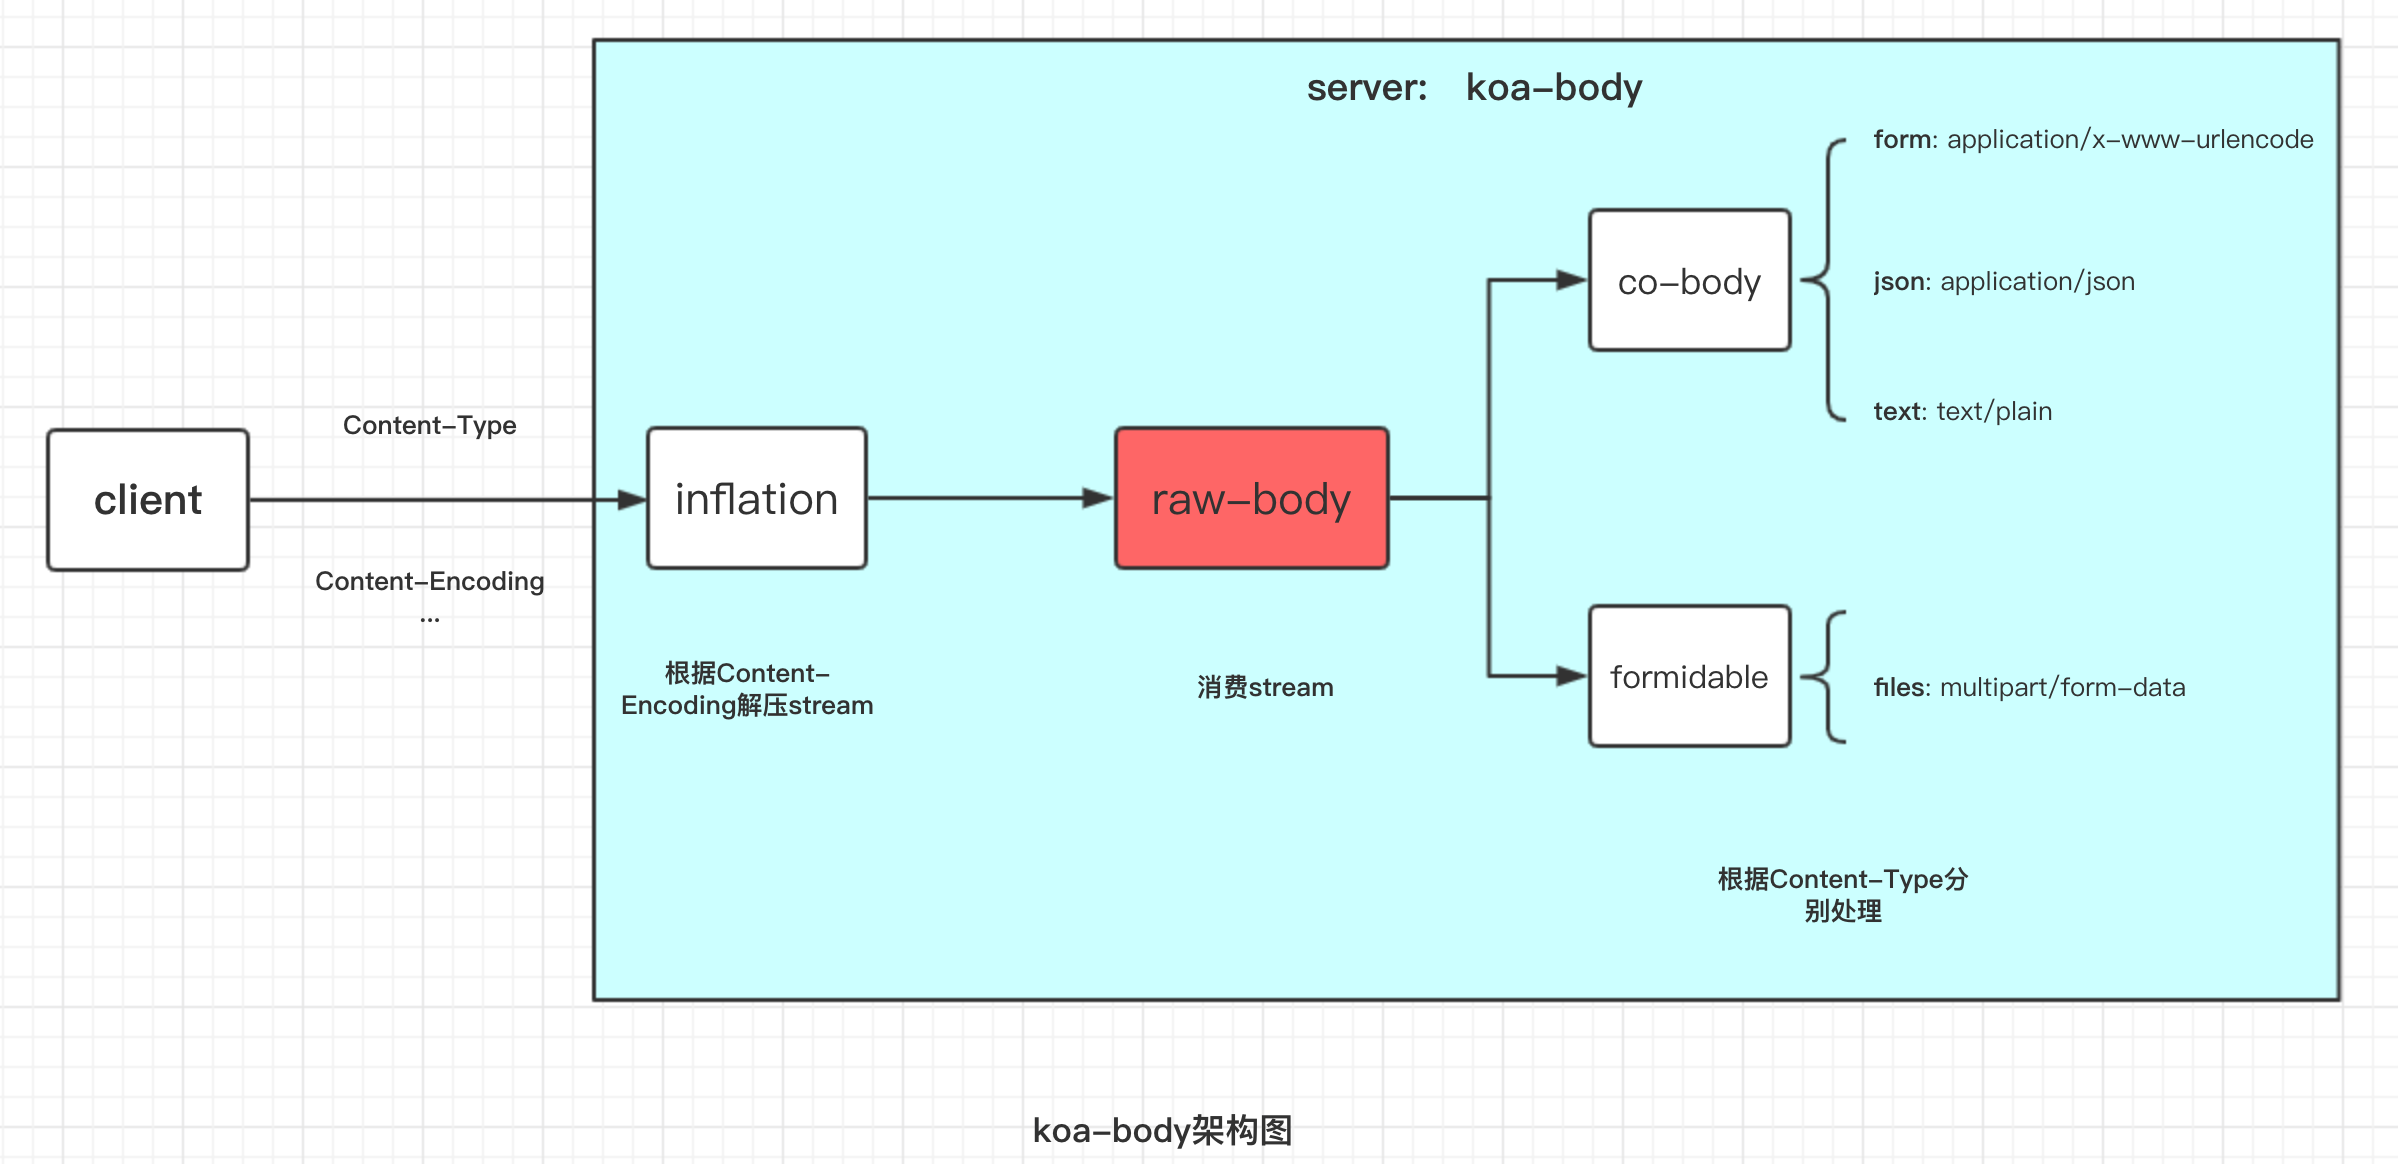 server: koa-body
form: application/x-www-urlencode
co-body
json: application/json
text: text/plain
Content-Type
client
inflation
raw-body
Content-Encoding
...
根据Content-
Encoding解压stream
消费stream
formidable
files: multipart/form-data
根据Content-Type分
别处理
koa-body架构图